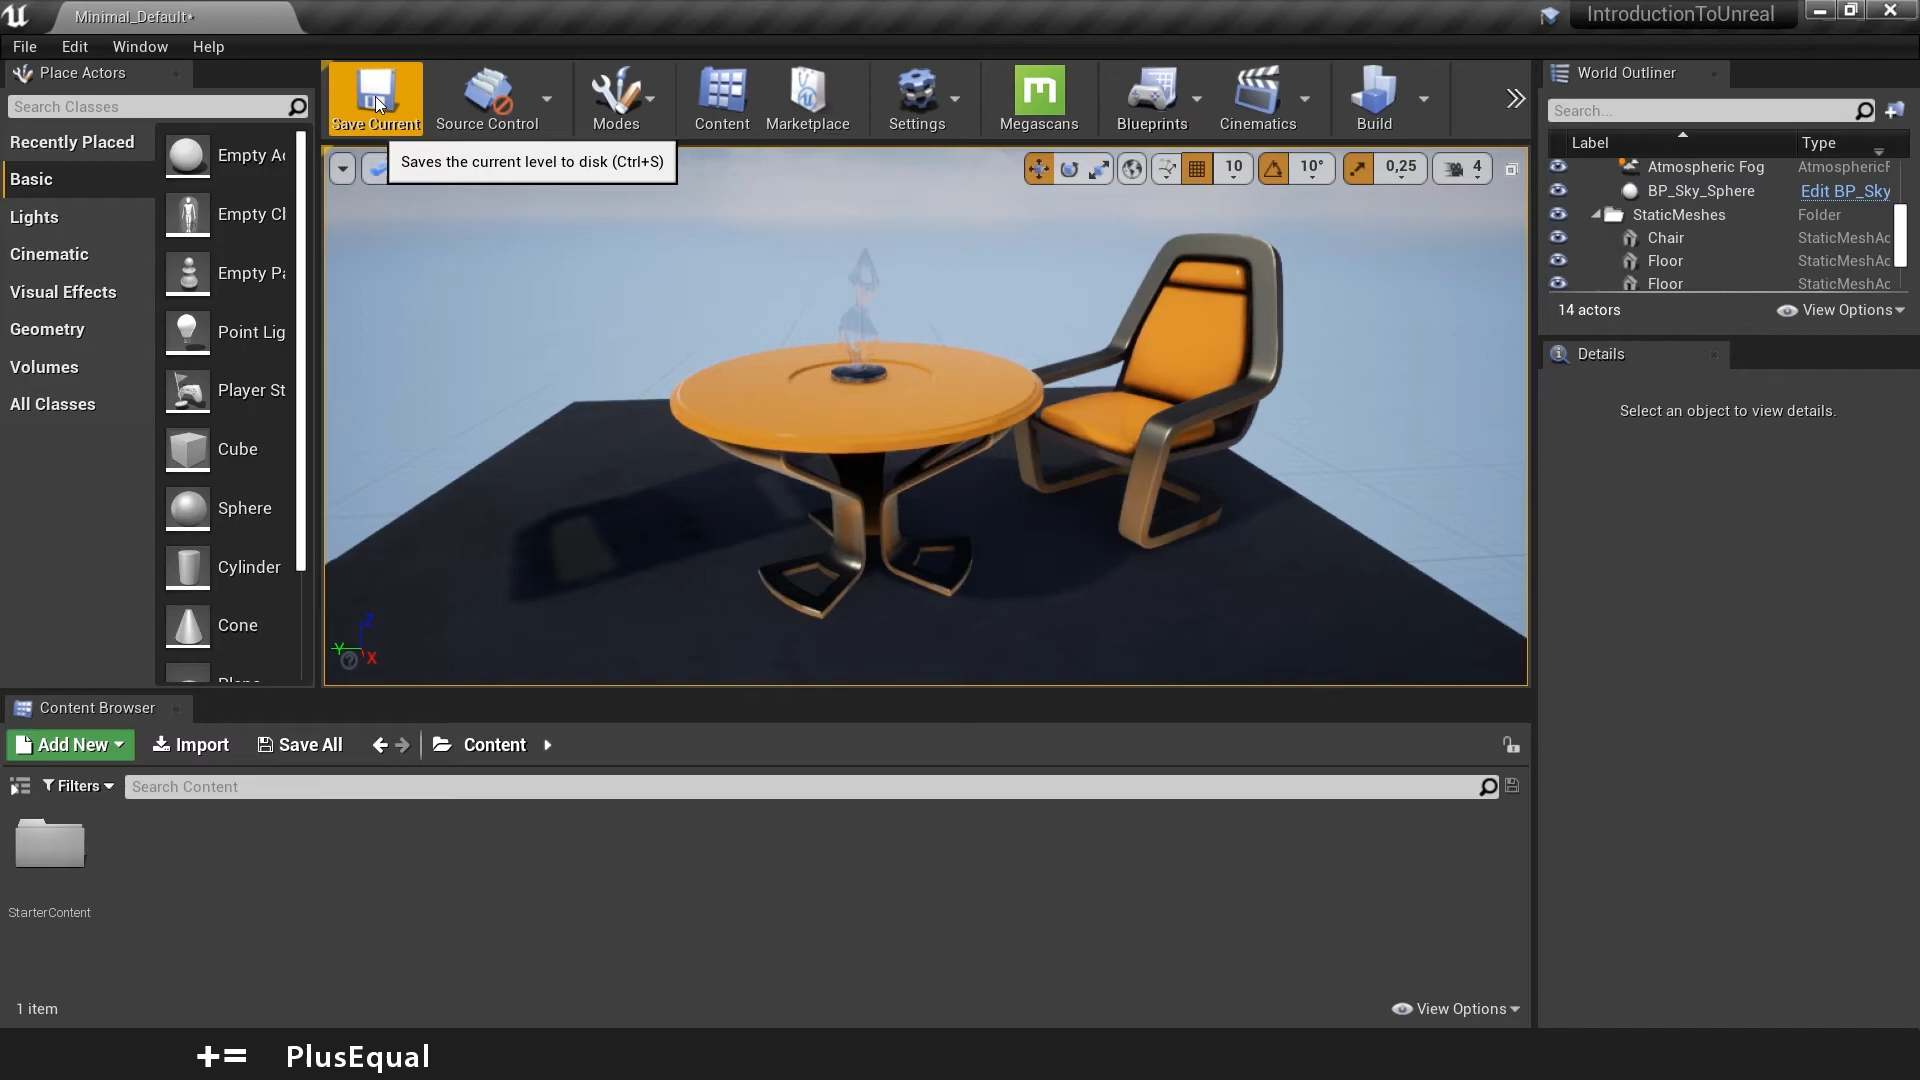 Minimal_Default*
IntroductionToUnreal
File Edit Window Help
Place Actors
Search Classes
Recently Placed
Basic
Lights
Cinematic
Visual Effects
Geometry
Volumes
All Classes
Empty Ac
Empty Ch
Empty Pa
Point Lig
Player St
Cube
Sphere
Cylinder
Cone
Plane
Save Current
Source Control
Modes
Content
Marketplace
Settings
Megascans
Blueprints
Cinematics
Build
Saves the current level to disk (Ctrl+S)
10
10°
0,25
4
Z
Y
X
World Outliner
Search...
Label Type
Atmospheric Fog AtmosphericF
BP_Sky_Sphere Edit BP_Sky
StaticMeshes Folder
Chair StaticMeshAc
Floor StaticMeshAc
Floor StaticMeshAc
14 actors
View Options
Details
Select an object to view details.
Content Browser
Add New Import Save All Content
Filters Search Content
StarterContent
1 item
View Options
+= PlusEqual